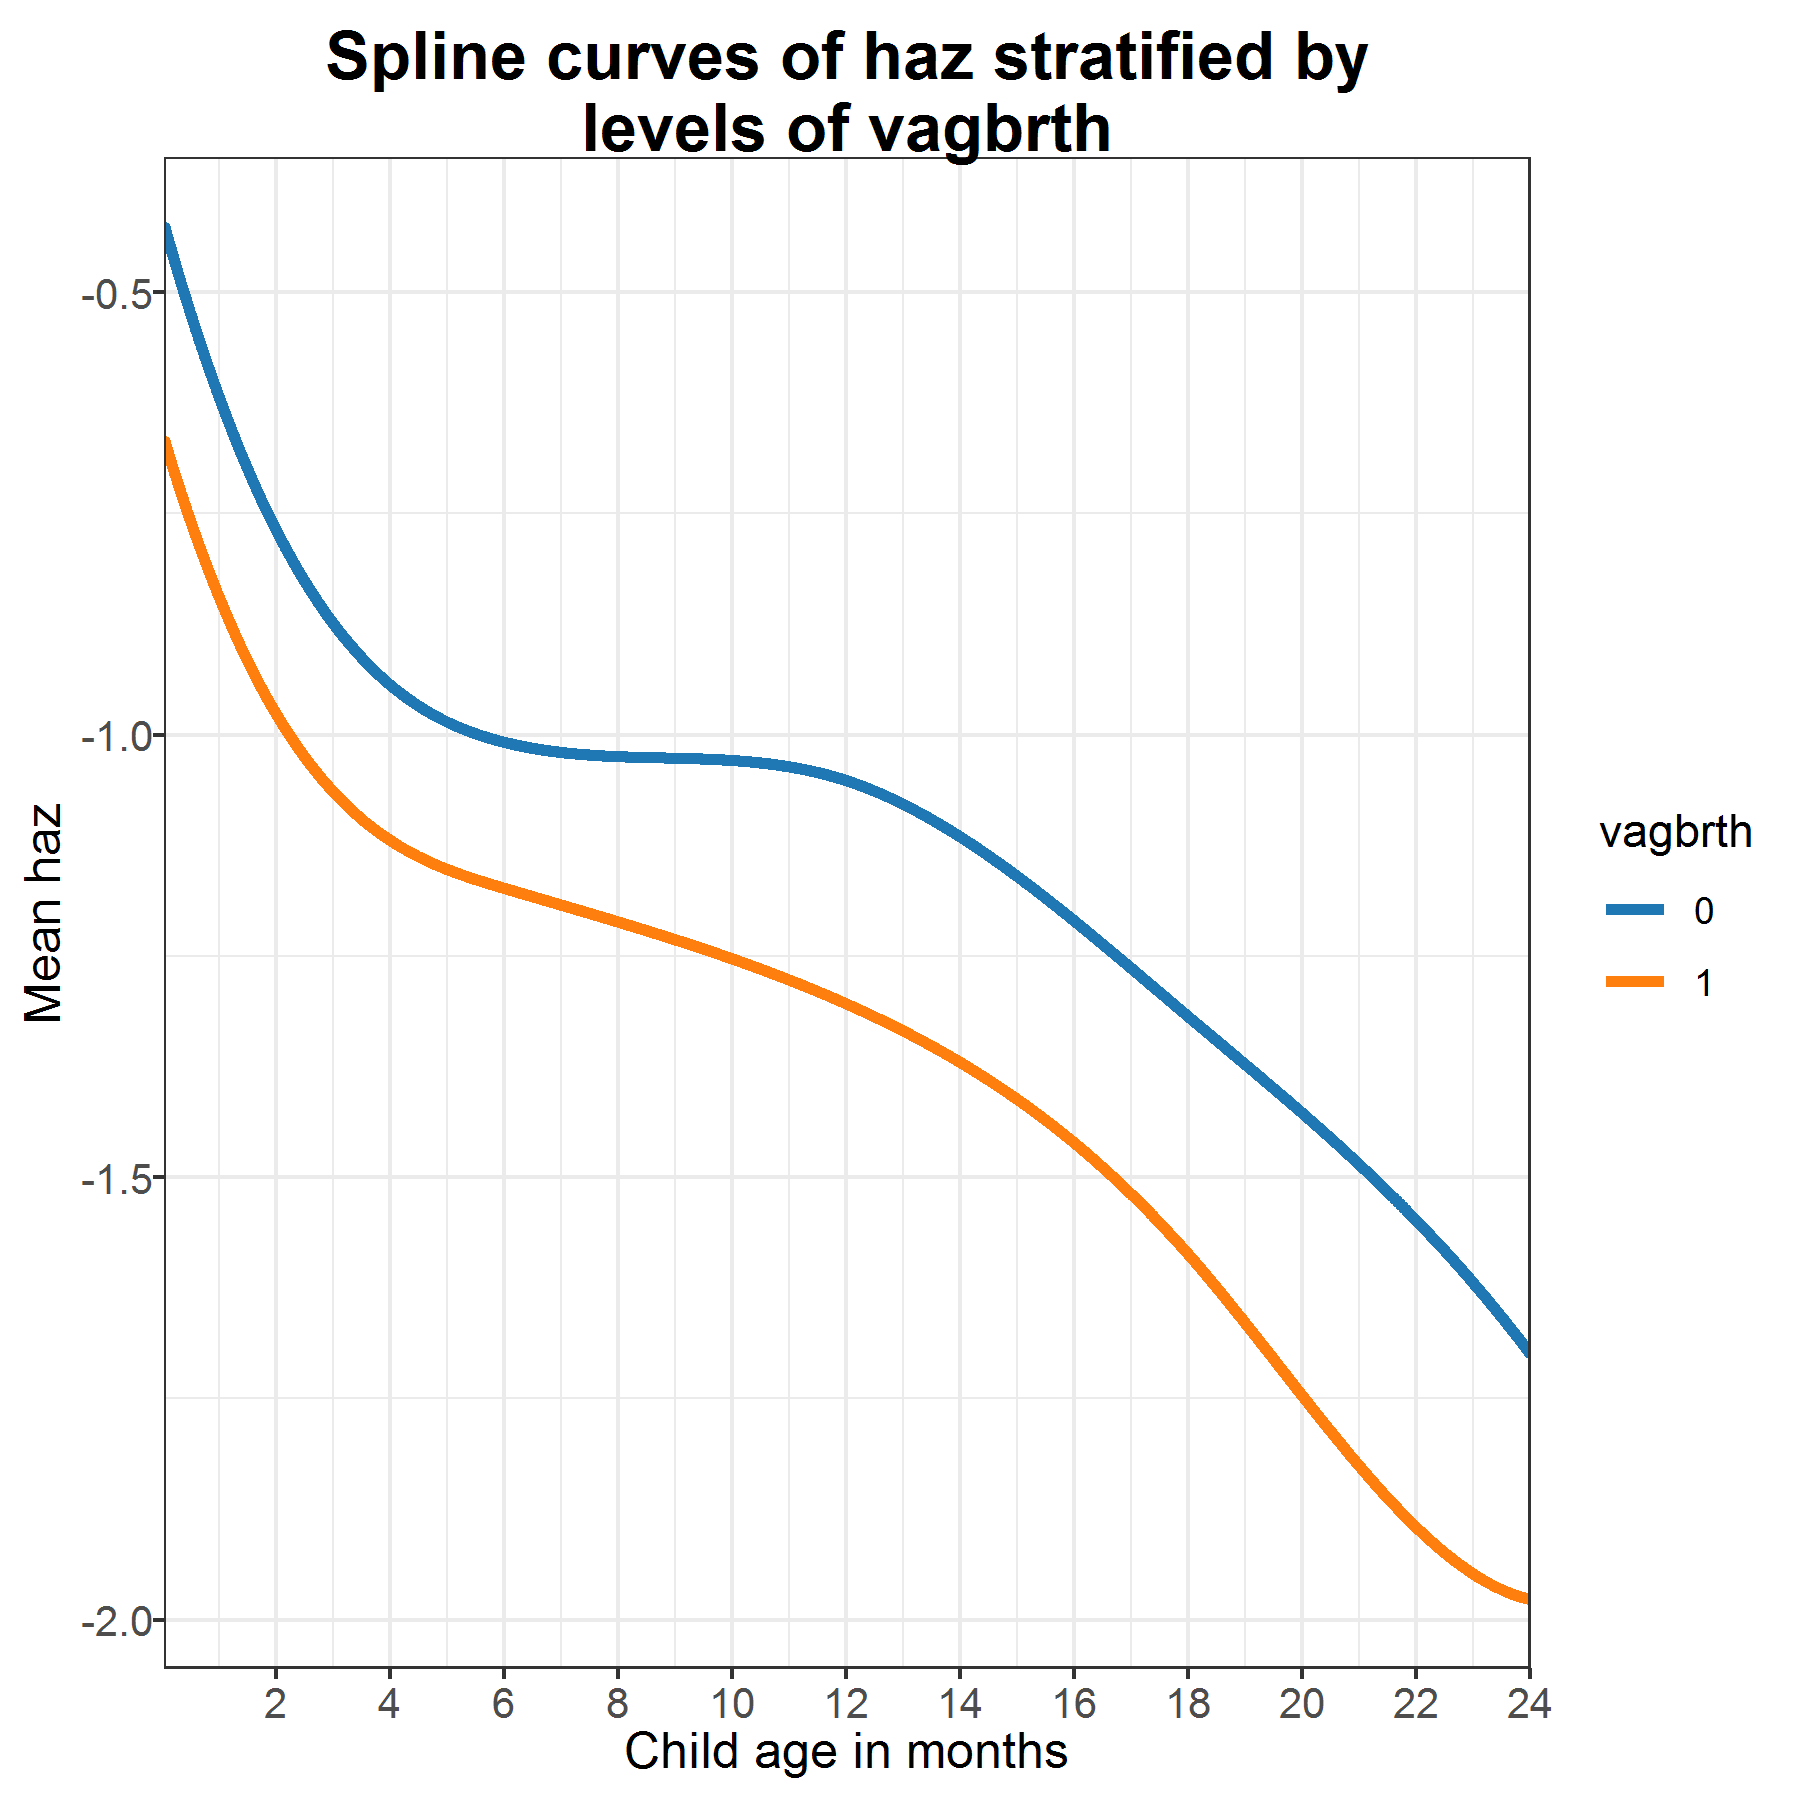 Spline curves of haz stratified by
levels of vagbrth
Mean haz
-0.5
-1.0
-1.5
-2.0
2 4 6 8 10 12 14 16 18 20 22 24
Child age in months
vagbrth
0
1